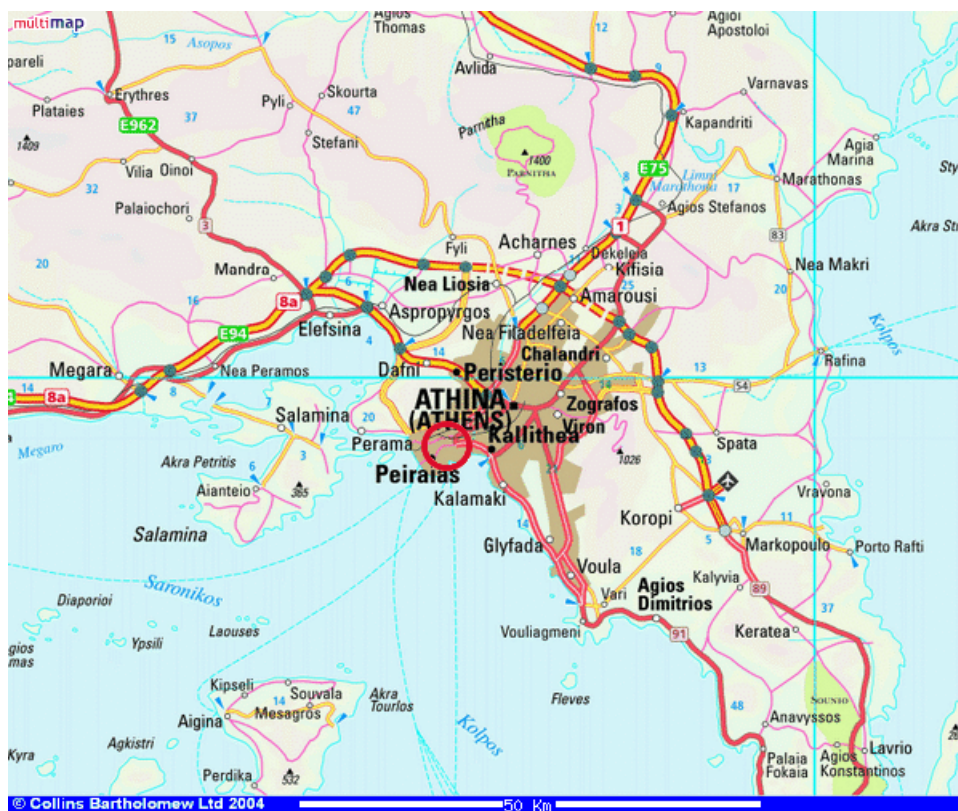 multimap
Agios
Thomas
Agioi
Apostoloi
15
Asopos
12
9
pareli
Avlida
Varnavas
Erythres
Skourta
Plataies
Pyli
47
37
Parnitha
Kapandriti
E962
Stefani
1409
1400
PARNITHA
Agia
Marina
Vilia
Oinoi
E75
Limni
Marathona
17
Marathonas
32
8
3
Palaiochori
Agios Stefanos
3
1
Acharnes
83
Akra St
Fyli
Dekeleia
20
Mandra
Kifisia
Nea Makri
Nea Liosia
25
20
16
8a
6
Aspropyrgos
Amarousi
Elefsina
Nea Filadelfeia
Kolpos
E94
4
Chalandri
Megara
Nea Peramos
Dafni
14
Rafina
14
Peristerio
13
54
8a
8
7
ATHINA
(ATHENS)
Zografos
Salamina
20
Viron
Spata
Megaro
Perama
Kallithea
3
Akra Petritis
Peiraias
1026
6
Aianteio
365
Kalamaki
Vravona
Koropi
11
Salamina
14
5
Markopoulo
Porto Rafti
Glyfada
18
Saronikos
Voula
Kalyvia
Diaporioi
Vari
Agios
Dimitrios
89
37
Ypsili
Laouses
Vouliagmeni
91
Keratea
Kipseli
Souvala
Akra
Tourlos
Fleves
SOUNIO
14
Mesagros
48
Aigina
Kolpos
Anavyssos
Agkistri
Kyra
Palaia
Fokaia
Agios
Konstantinos
Lavrio
Perdika
532
© Collins Bartholomew Ltd 2004
50 Km